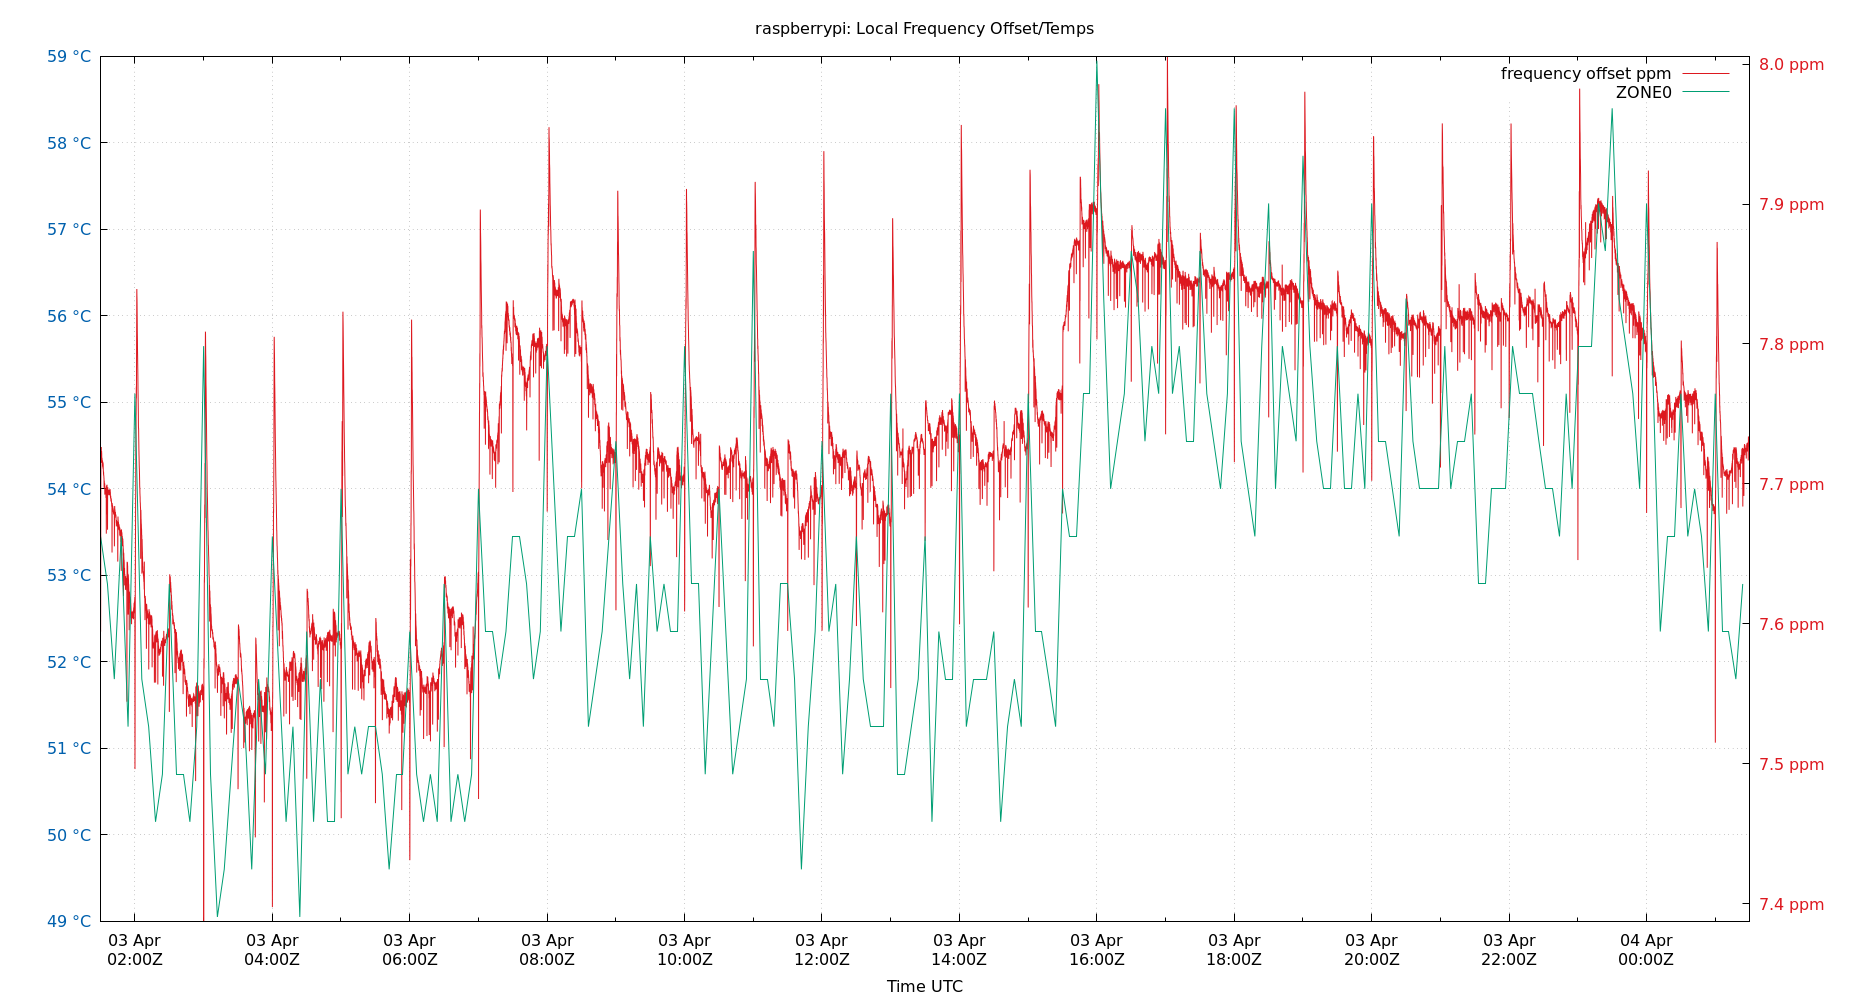 raspberrypi: Local Frequency Offset/Temps
59 °C
58 °C
57 °C
56 °C
55 °C
54 °C
53 °C
52 °C
51 °C
50 °C
49 °C
frequency offset ppm
ZONE0
8.0 ppm
7.9 ppm
7.8 ppm
7.7 ppm
7.6 ppm
7.5 ppm
7.4 ppm
03 Apr 03 Apr 03 Apr 03 Apr 03 Apr 03 Apr 03 Apr 03 Apr 03 Apr 03 Apr 03 Apr 04 Apr
02:00Z 04:00Z 06:00Z 08:00Z 10:00Z 12:00Z 14:00Z 16:00Z 18:00Z 20:00Z 22:00Z 00:00Z
Time UTC